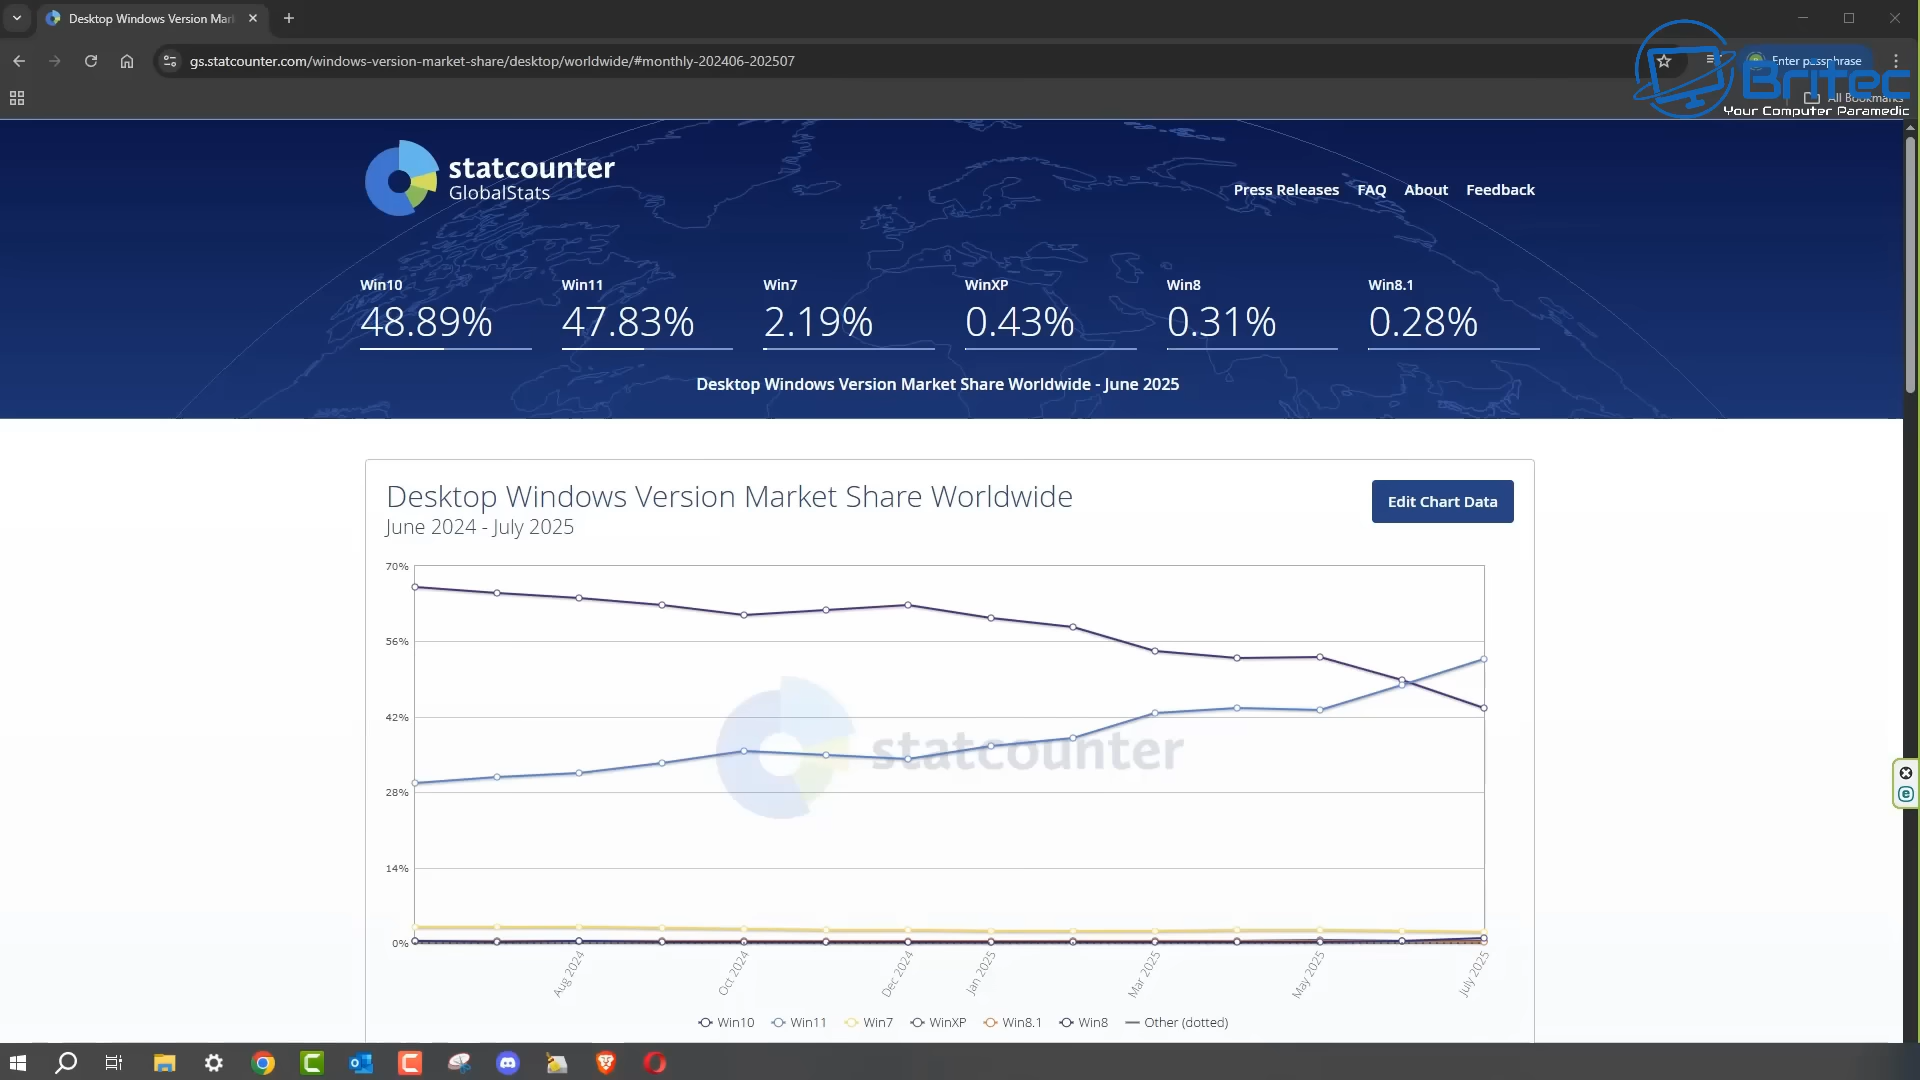 Desktop Windows Version Mar
gs.statcounter.com/windows-version-market-share/desktop/worldwide/#monthly-202406-202507
Enter passphrase
All Bookmarks
Britec
Your Computer Paramedic
statcounter
GlobalStats
Press Releases FAQ About Feedback
Win10 Win11 Win7 WinXP Win8 Win8.1
48.89% 47.83% 2.19% 0.43% 0.31% 0.28%
Desktop Windows Version Market Share Worldwide - June 2025
Desktop Windows Version Market Share Worldwide
June 2024 - July 2025
Edit Chart Data
70%
56%
42%
statcounter
28%
14%
0%
Aug 2024 Oct 2024 Dec 2024 Jan 2025 Mar 2025 May 2025 July 2025
Win10 Win11 Win7 WinXP Win8.1 Win8 Other (dotted)